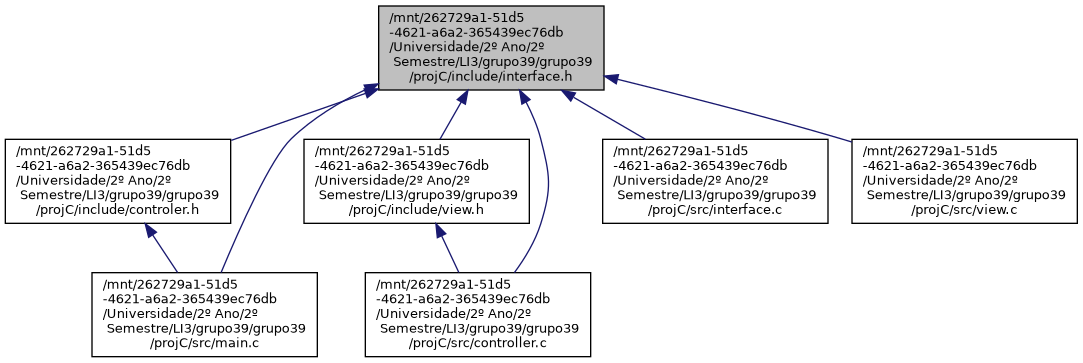 /mnt/262729a1-51d5
-4621-a6a2-365439ec76db
/Universidade/2º Ano/2º
Semestre/LI3/grupo39/grupo39
/projC/include/interface.h
/mnt/262729a1-51d5
-4621-a6a2-365439ec76db
/Universidade/2º Ano/2º
Semestre/LI3/grupo39/grupo39
/projC/include/controler.h
/mnt/262729a1-51d5
-4621-a6a2-365439ec76db
/Universidade/2º Ano/2º
Semestre/LI3/grupo39/grupo39
/projC/include/view.h
/mnt/262729a1-51d5
-4621-a6a2-365439ec76db
/Universidade/2º Ano/2º
Semestre/LI3/grupo39/grupo39
/projC/src/interface.c
/mnt/262729a1-51d5
-4621-a6a2-365439ec76db
/Universidade/2º Ano/2º
Semestre/LI3/grupo39/grupo39
/projC/src/view.c
/mnt/262729a1-51d5
-4621-a6a2-365439ec76db
/Universidade/2º Ano/2º
Semestre/LI3/grupo39/grupo39
/projC/src/main.c
/mnt/262729a1-51d5
-4621-a6a2-365439ec76db
/Universidade/2º Ano/2º
Semestre/LI3/grupo39/grupo39
/projC/src/controller.c